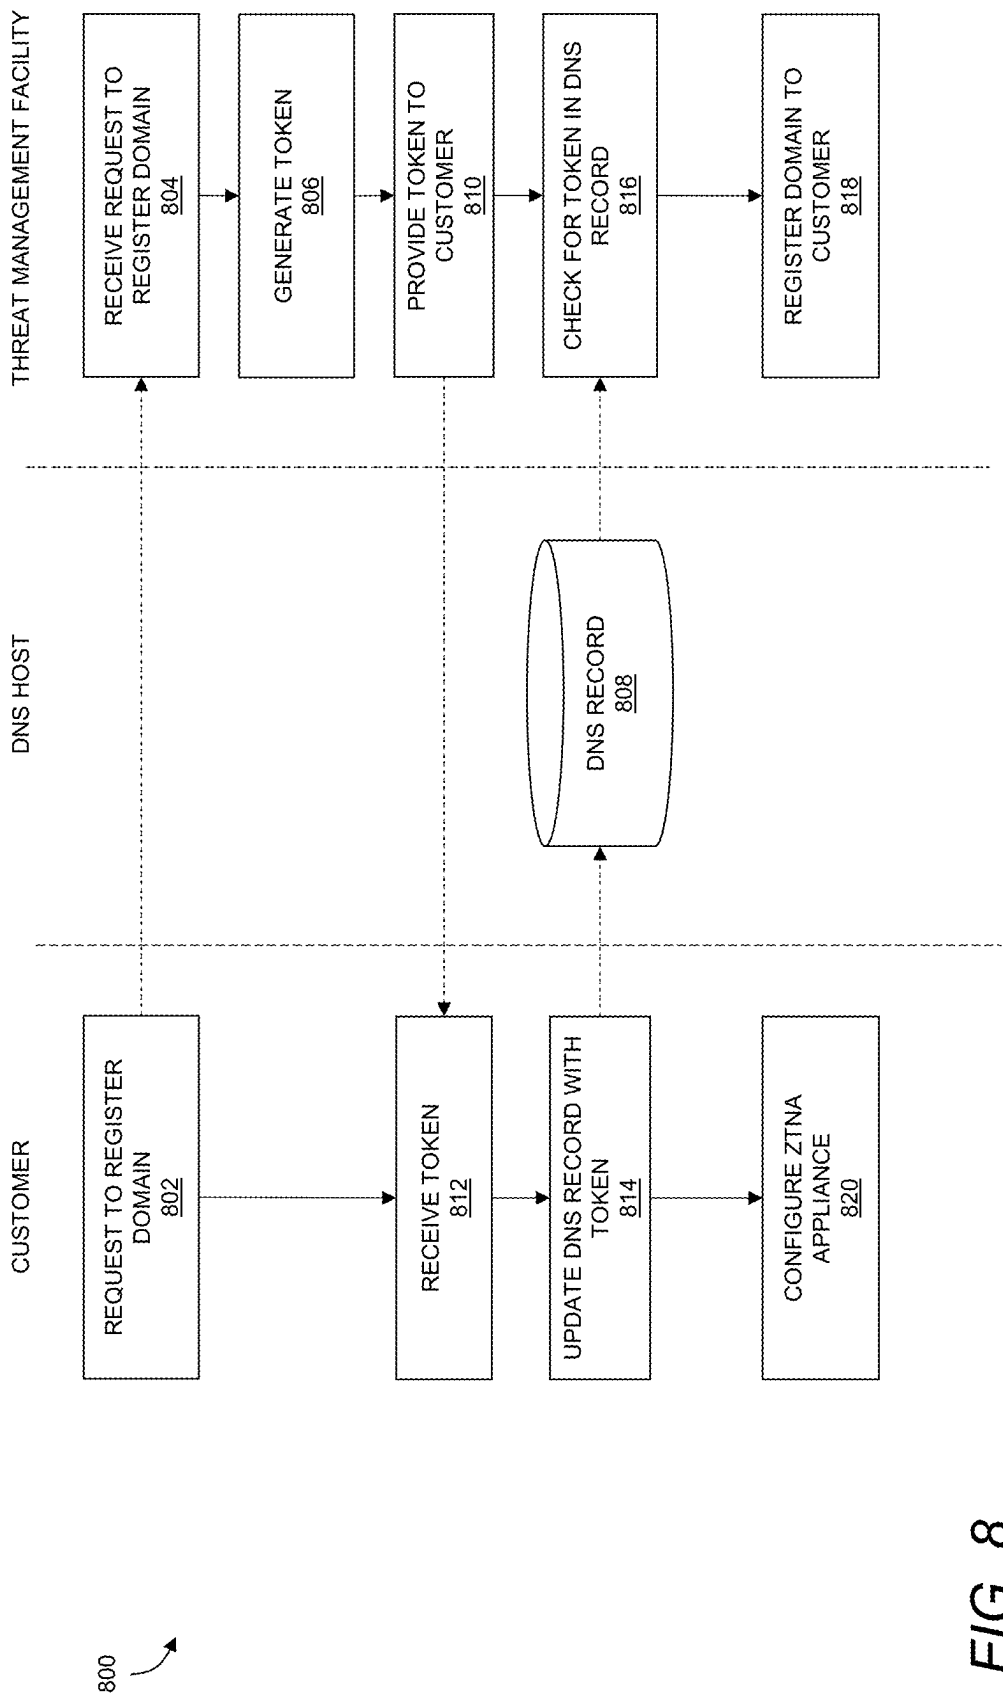 800
CUSTOMER
DNS HOST
THREAT MANAGEMENT FACILITY
REQUEST TO REGISTER
DOMAIN
802
RECEIVE REQUEST TO
REGISTER DOMAIN
804
GENERATE TOKEN
806
RECEIVE TOKEN
812
PROVIDE TOKEN TO
CUSTOMER
810
UPDATE DNS RECORD WITH
TOKEN
814
DNS RECORD
808
CHECK FOR TOKEN IN DNS
RECORD
816
CONFIGURE ZTNA
APPLIANCE
820
REGISTER DOMAIN TO
CUSTOMER
818
FIG. 8